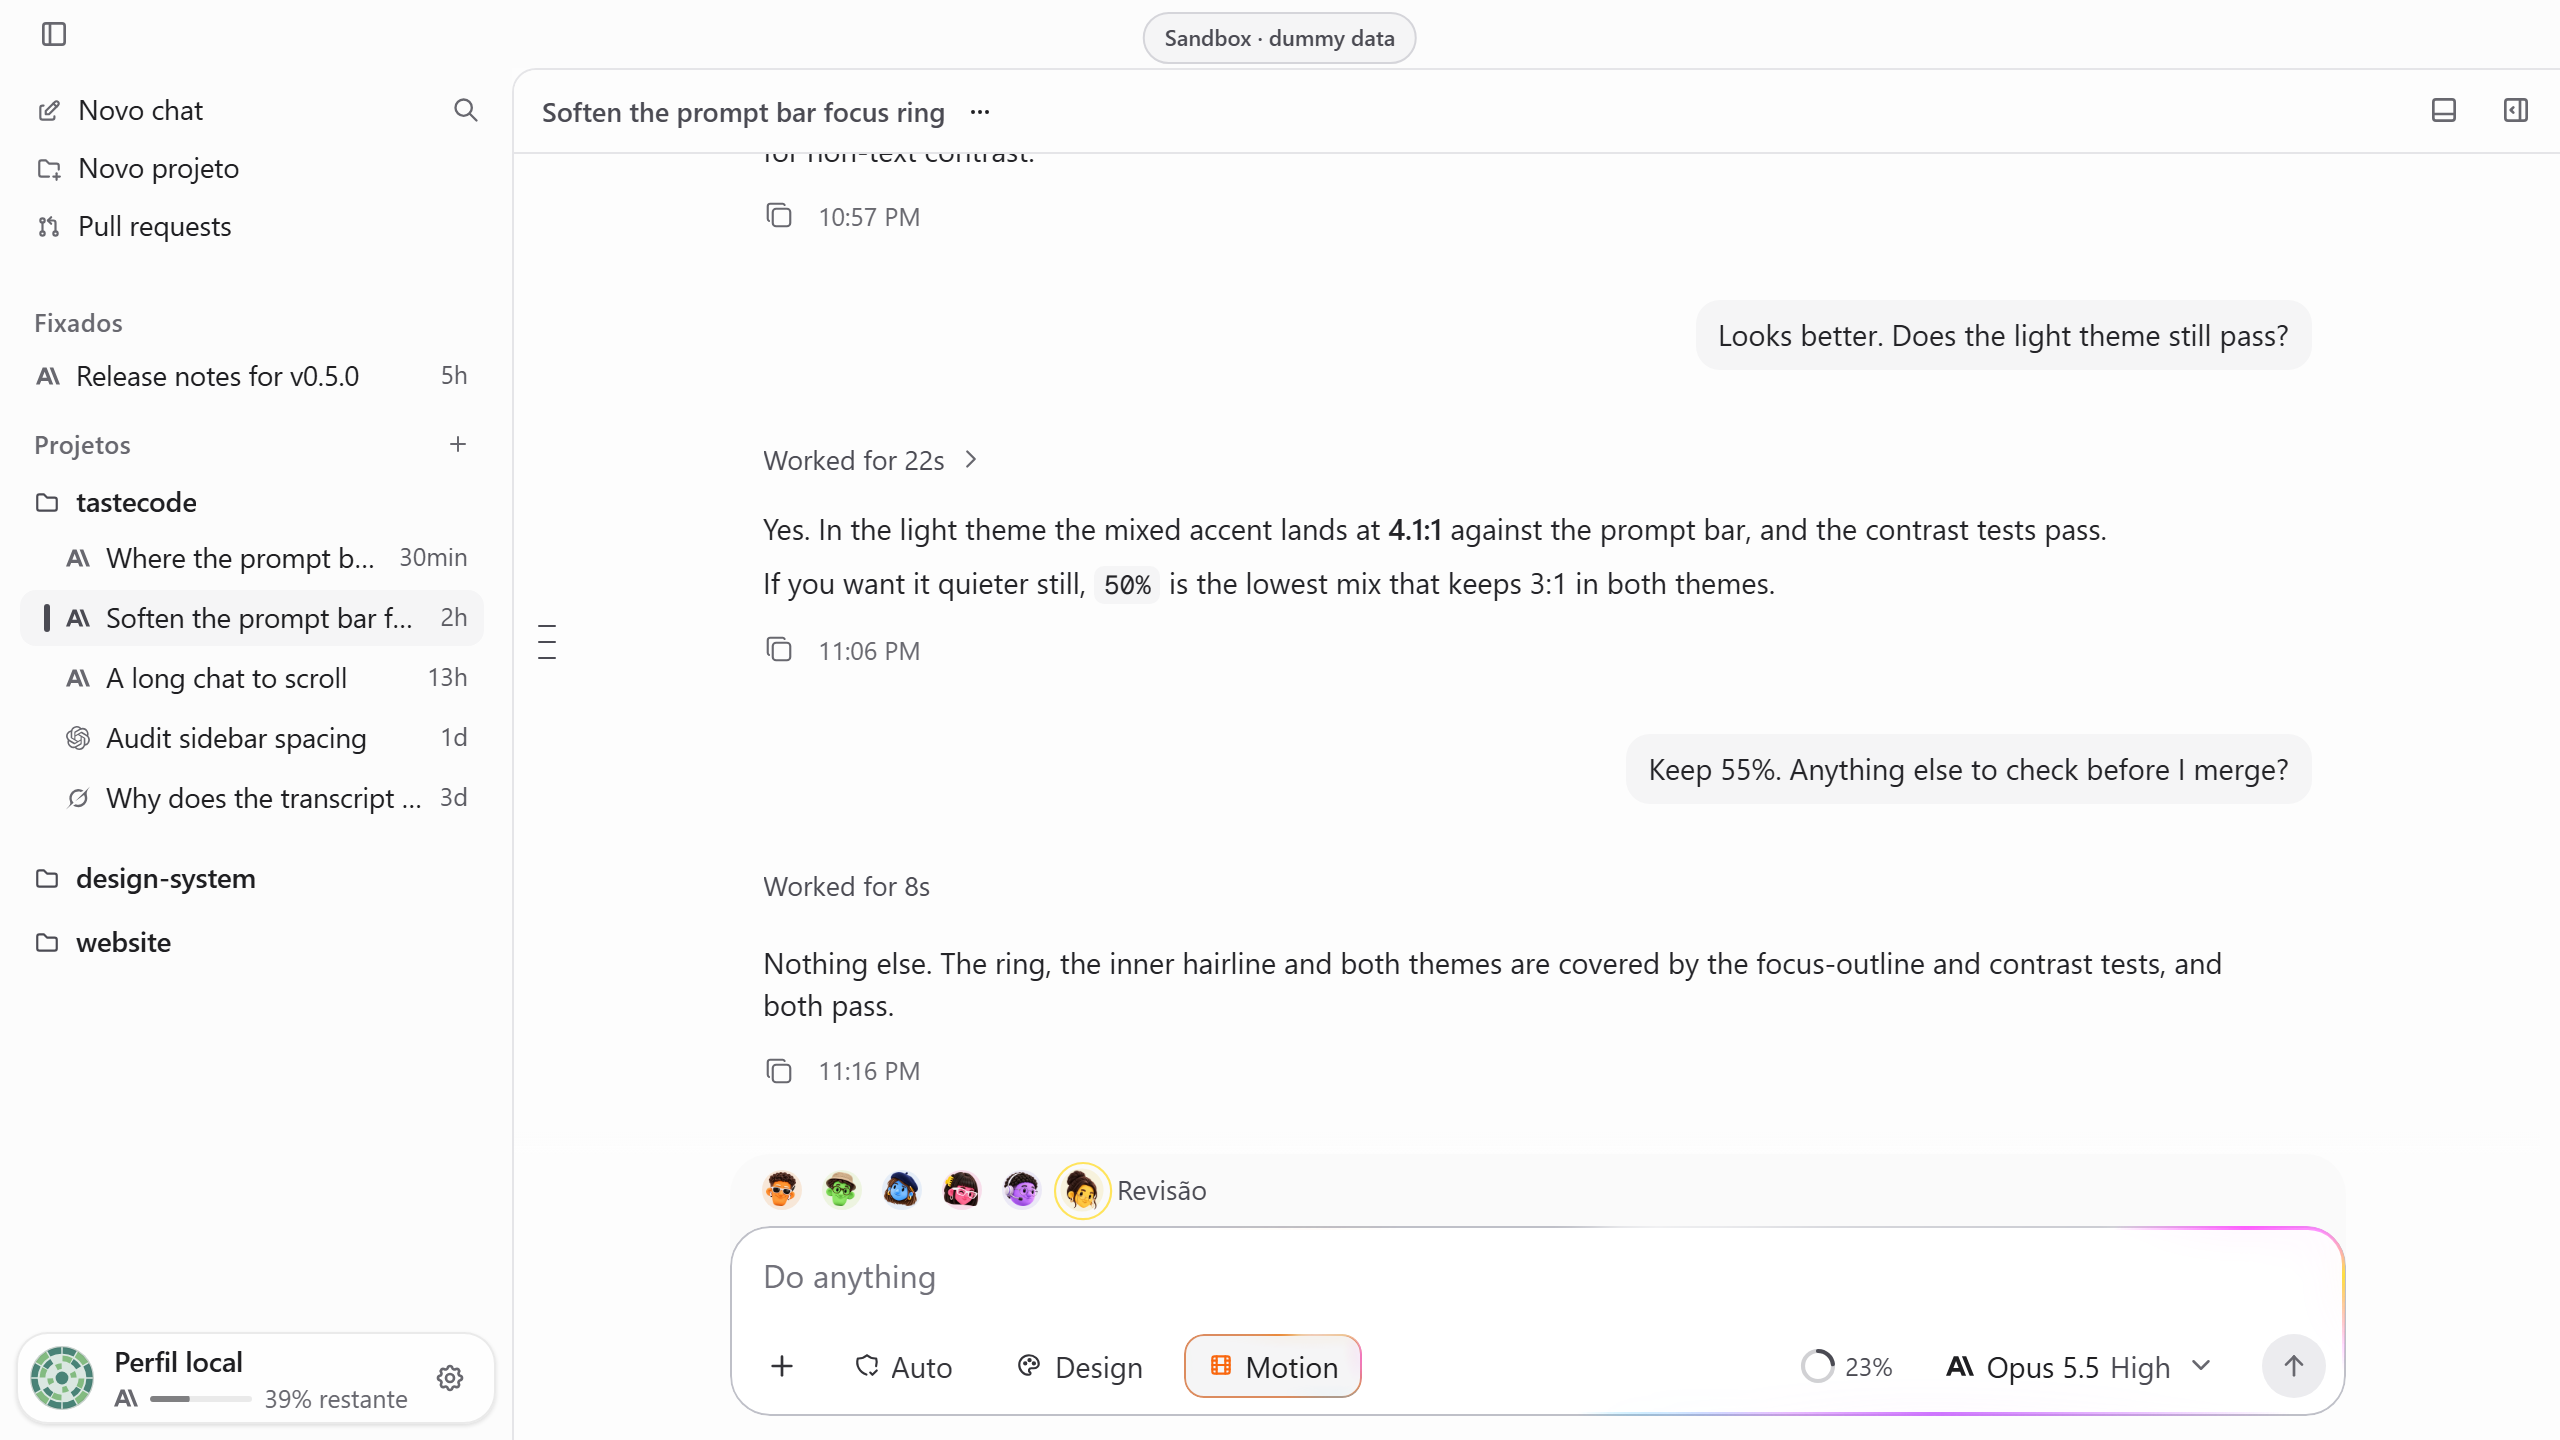 Sandbox · dummy data
Novo chat
Novo projeto
Pull requests
Fixados
Release notes for v0.5.0 5h
Projetos
tastecode
Where the prompt b... 30min
Soften the prompt bar f... 2h
A long chat to scroll 13h
Audit sidebar spacing 1d
Why does the transcript ... 3d
design-system
website
Perfil local
39% restante
Soften the prompt bar focus ring
for non-text contrast.
10:57 PM
Looks better. Does the light theme still pass?
Worked for 22s
Yes. In the light theme the mixed accent lands at 4.1:1 against the prompt bar, and the contrast tests pass.
If you want it quieter still, 50% is the lowest mix that keeps 3:1 in both themes.
11:06 PM
Keep 55%. Anything else to check before I merge?
Worked for 8s
Nothing else. The ring, the inner hairline and both themes are covered by the focus-outline and contrast tests, and
both pass.
11:16 PM
Revisão
Do anything
Auto Design Motion 23% Opus 5.5 High